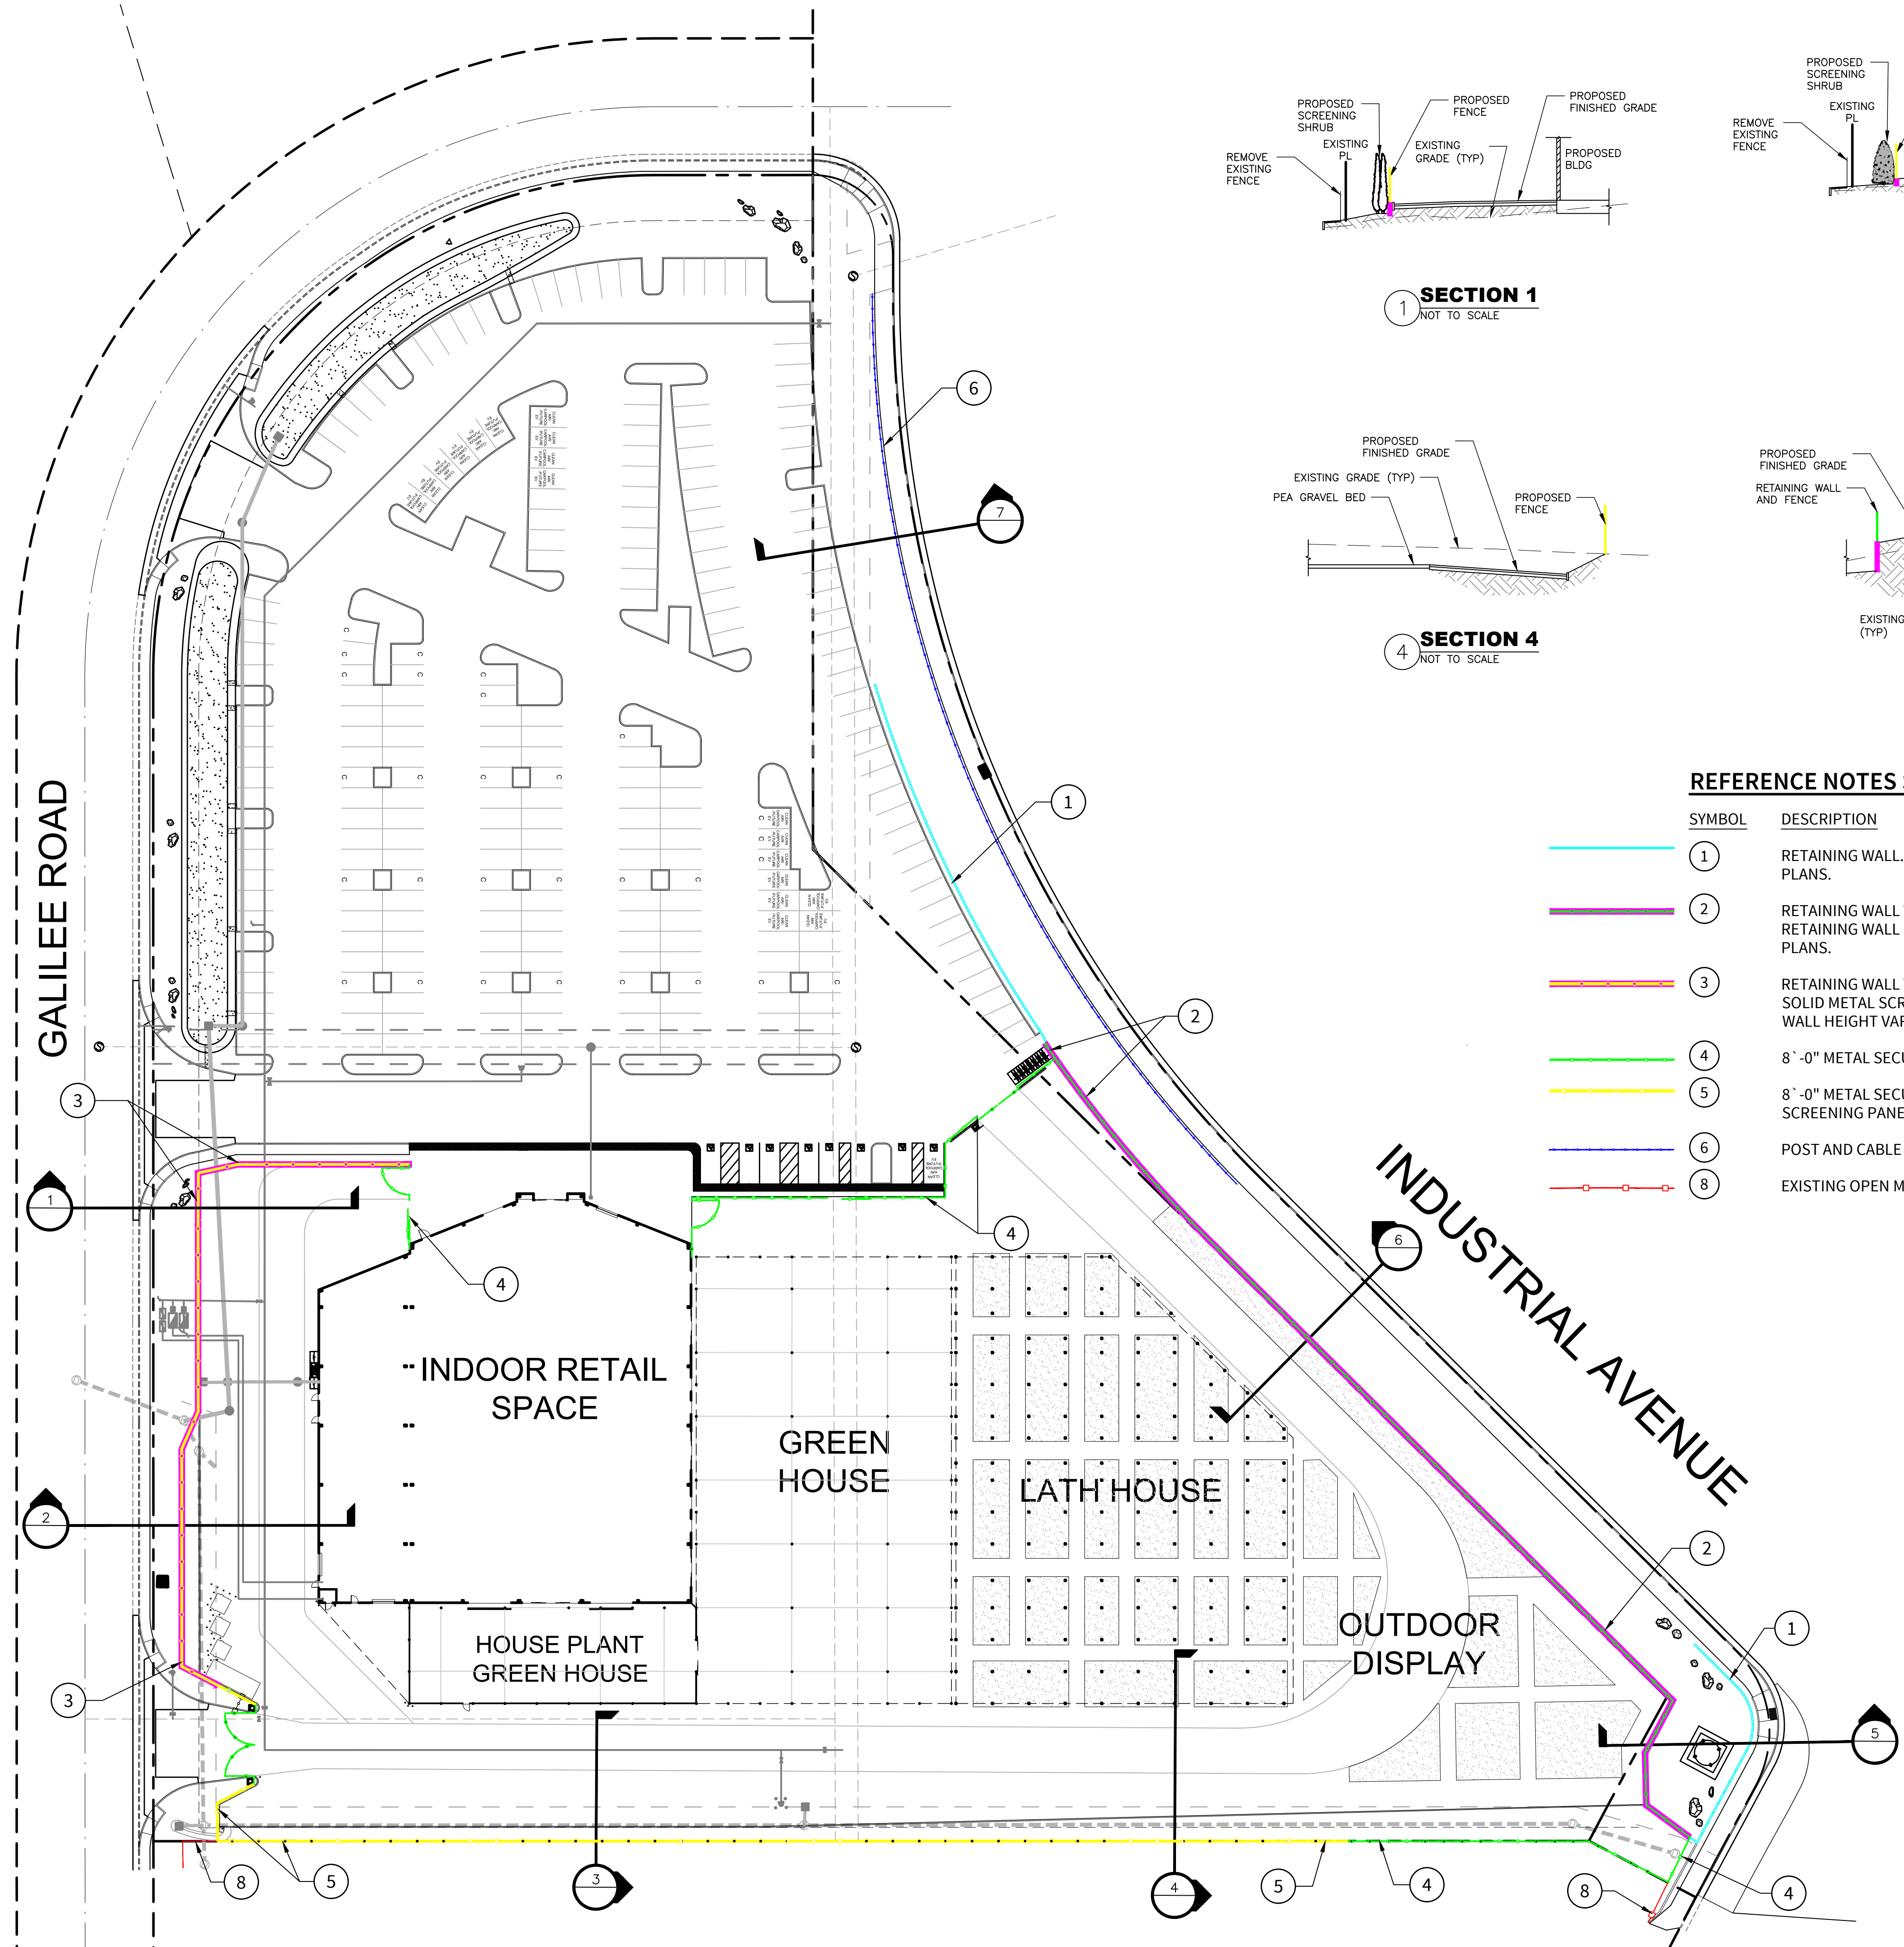 PROPOSED
SCREENING
SHRUB
EXISTING
PL
REMOVE
EXISTING
FENCE
PROPOSED
FENCE
EXISTING
GRADE (TYP)
PROPOSED
FINISHED GRADE
PROPOSED
BLDG
1
SECTION 1
NOT TO SCALE
PROPOSED
SCREENING
SHRUB
EXISTING
PL
REMOVE
EXISTING
FENCE
PROPOSED
FINISHED GRADE
EXISTING GRADE (TYP)
PEA GRAVEL BED
PROPOSED
FENCE
4
SECTION 4
NOT TO SCALE
PROPOSED
FINISHED GRADE
RETAINING WALL
AND FENCE
EXISTING
(TYP)
REFERENCE NOTES
SYMBOL
DESCRIPTION
1
RETAINING WALL.
PLANS.
2
RETAINING WALL
RETAINING WALL
PLANS.
3
RETAINING WALL
SOLID METAL SCR
WALL HEIGHT VAR
4
8`-0" METAL SECU
5
8`-0" METAL SECU
SCREENING PANE
6
POST AND CABLE
8
EXISTING OPEN M
GALILEE ROAD
INDUSTRIAL AVENUE
6
7
1
2
3
1
4
4
6
INDOOR RETAIL
SPACE
GREEN
HOUSE
LATH HOUSE
2
2
OUTDOOR
DISPLAY
1
HOUSE PLANT
GREEN HOUSE
3
5
8
5
3
4
5
4
8
4